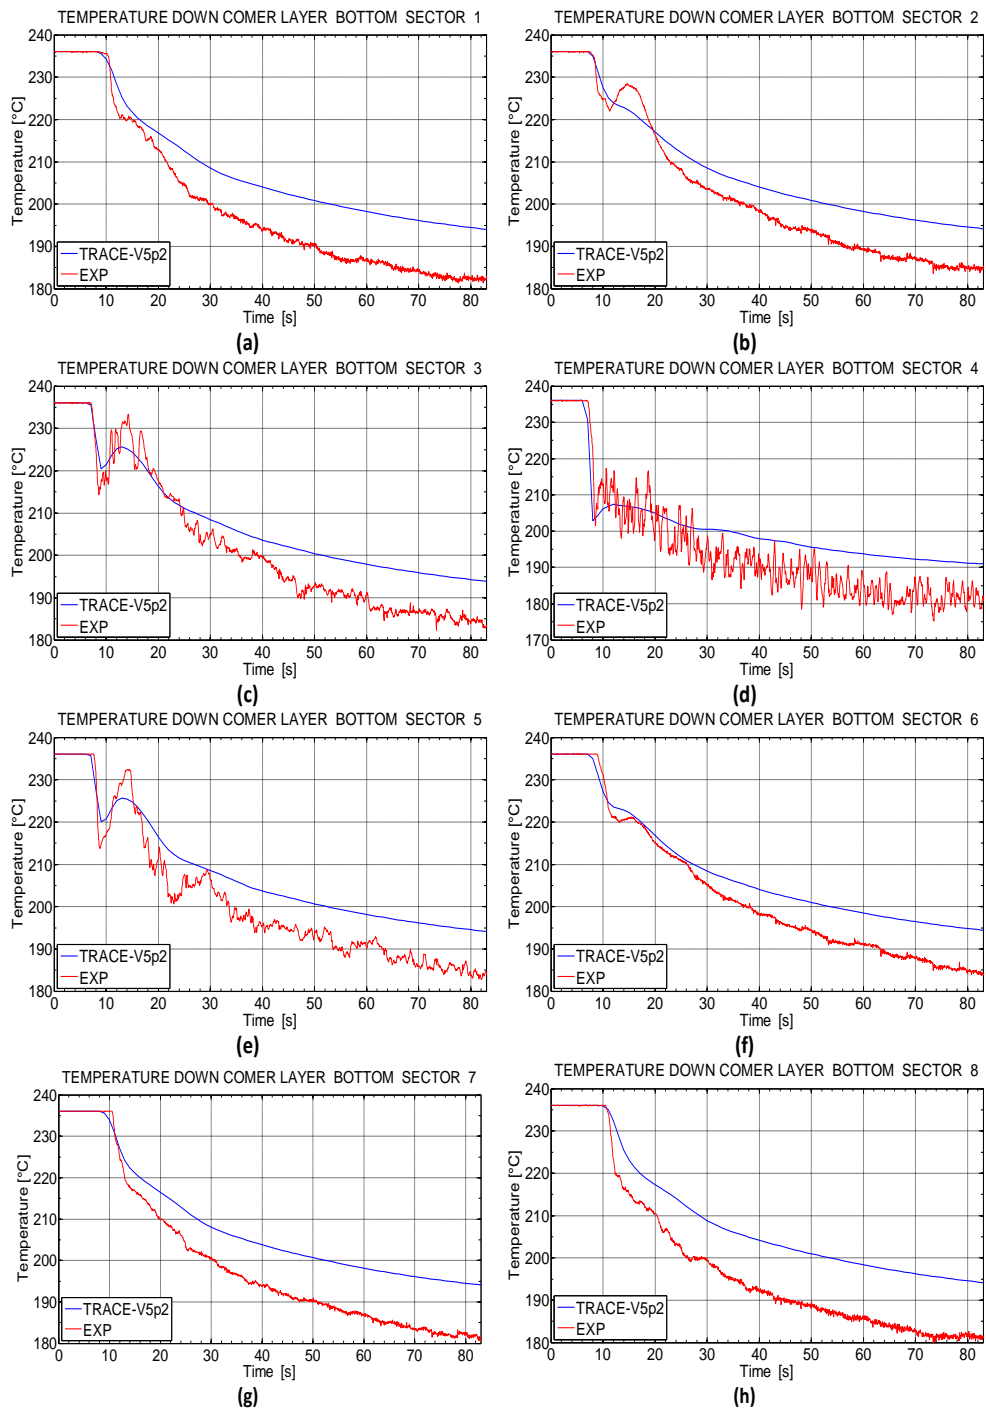 TEMPERATURE DOWN COMER LAYER BOTTOM SECTOR 1
Temperature [°C]
240
230
220
210
200
190
180
TRACE-V5p2
EXP
0 10 20 30 40 50 60 70 80
Time [s]
(a)
TEMPERATURE DOWN COMER LAYER BOTTOM SECTOR 2
Temperature [°C]
240
230
220
210
200
190
180
TRACE-V5p2
EXP
0 10 20 30 40 50 60 70 80
Time [s]
(b)
TEMPERATURE DOWN COMER LAYER BOTTOM SECTOR 3
Temperature [°C]
240
230
220
210
200
190
180
TRACE-V5p2
EXP
0 10 20 30 40 50 60 70 80
Time [s]
(c)
TEMPERATURE DOWN COMER LAYER BOTTOM SECTOR 4
Temperature [°C]
240
230
220
210
200
190
180
170
TRACE-V5p2
EXP
0 10 20 30 40 50 60 70 80
Time [s]
(d)
TEMPERATURE DOWN COMER LAYER BOTTOM SECTOR 5
Temperature [°C]
240
230
220
210
200
190
180
TRACE-V5p2
EXP
0 10 20 30 40 50 60 70 80
Time [s]
(e)
TEMPERATURE DOWN COMER LAYER BOTTOM SECTOR 6
Temperature [°C]
240
230
220
210
200
190
180
TRACE-V5p2
EXP
0 10 20 30 40 50 60 70 80
Time [s]
(f)
TEMPERATURE DOWN COMER LAYER BOTTOM SECTOR 7
Temperature [°C]
240
230
220
210
200
190
180
TRACE-V5p2
EXP
0 10 20 30 40 50 60 70 80
Time [s]
(g)
TEMPERATURE DOWN COMER LAYER BOTTOM SECTOR 8
Temperature [°C]
240
230
220
210
200
190
180
TRACE-V5p2
EXP
0 10 20 30 40 50 60 70 80
Time [s]
(h)